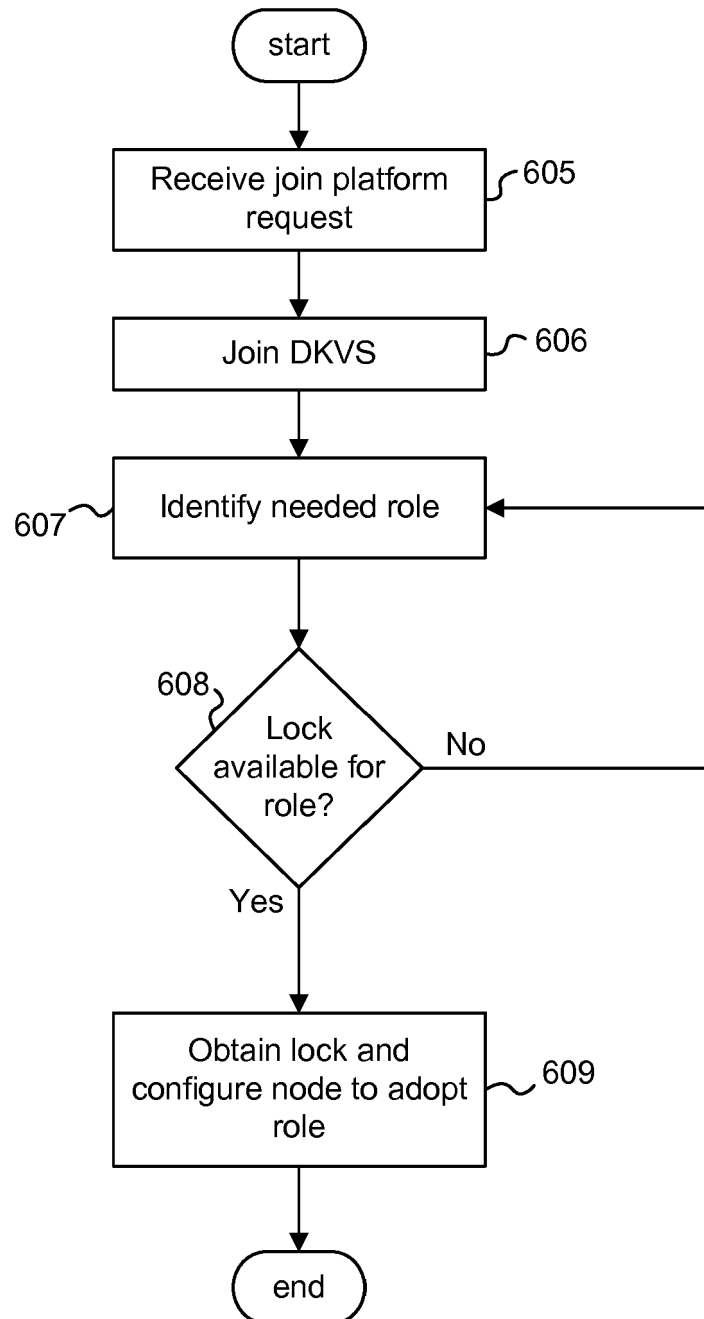 start
Receive join platform
request
605
Join DKVS
606
Identify needed role
607
608
Lock
available for
role?
No
Yes
Obtain lock and
configure node to adopt
role
609
end